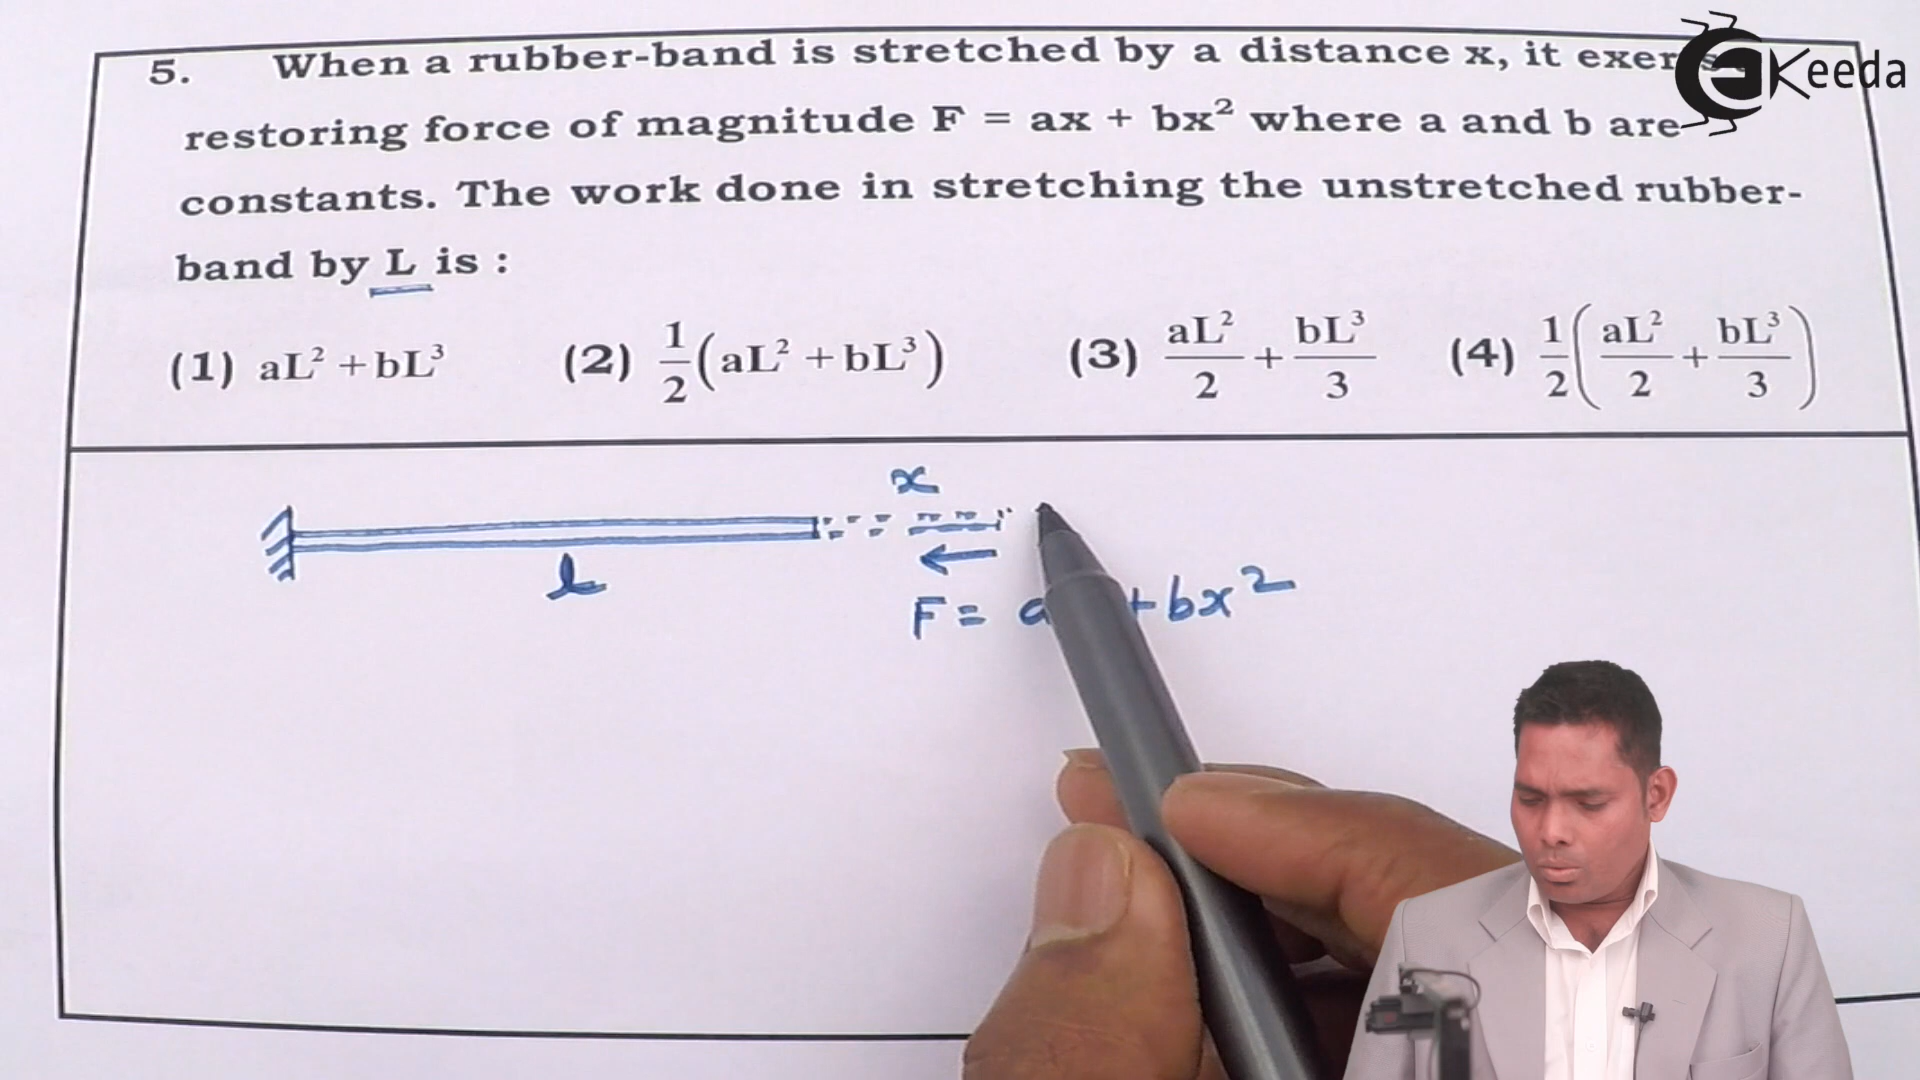 5. When a rubber-band is stretched by a distance x, it
restoring force of magnitude F = ax + bx² where a and b are
constants. The work done in stretching the unstretched rubber-
band by L is :
(1) aL² + bL³ (2) 1/2 (aL² + bL³) (3) aL²/2 + bL³/3 (4) 1/2 (aL²/2 + bL³/3)
x
l
F = a + bx²
eKeeda